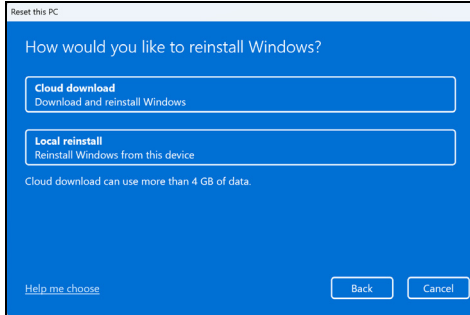 Reset this PC
How would you like to reinstall Windows?
Cloud download
Download and reinstall Windows
Local reinstall
Reinstall Windows from this device
Cloud download can use more than 4 GB of data.
Help me choose
Back
Cancel